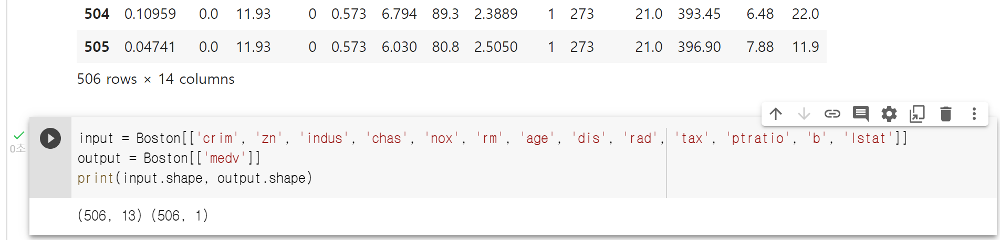 504 0.10959 0.0 11.93 0 0.573 6.794 89.3 2.3889 1 273 21.0 393.45 6.48 22.0
505 0.04741 0.0 11.93 0 0.573 6.030 80.8 2.5050 1 273 21.0 396.90 7.88 11.9
506 rows × 14 columns
0초
input = Boston[['crim', 'zn', 'indus', 'chas', 'nox', 'rm', 'age', 'dis', 'rad', 'tax', 'ptratio', 'b', 'lstat']]
output = Boston[['medv']]
print(input.shape, output.shape)
(506, 13) (506, 1)